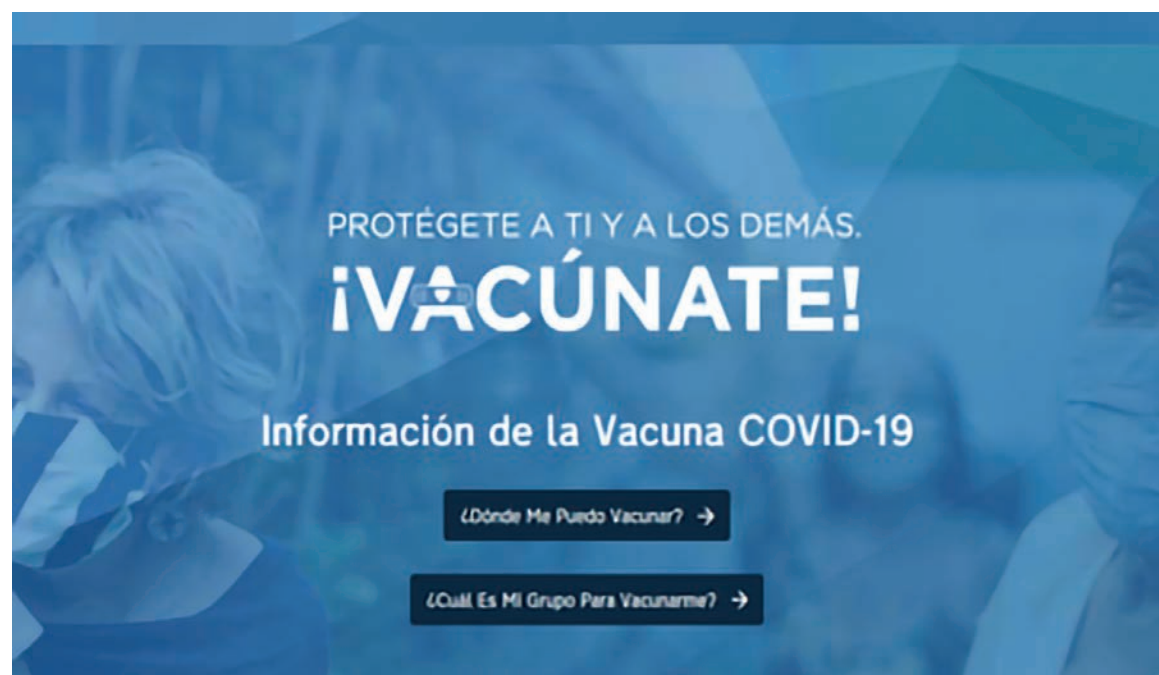 PROTÉGETE A TI Y A LOS DEMÁS.
¡VACÚNATE!
Información de la Vacuna COVID-19
¿Dónde Me Puedo Vacunar? →
¿Cuál Es Mi Grupo Para Vacunarme? →